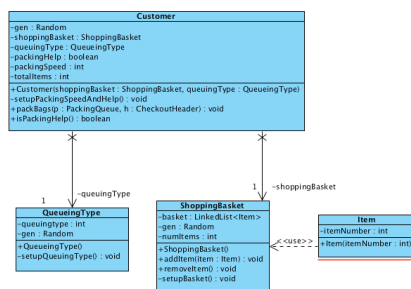 Customer
-gen : Random
-shoppingBasket : ShoppingBasket
-queuingType : QueueingType
-packingHelp : boolean
-packingSpeed : int
-totalItems : int
+Customer(shoppingBasket : ShoppingBasket, queuingType : QueueingType)
-setupPackingSpeedAndHelp() : void
+packBags(p : PackingQueue, h : CheckoutHeader) : void
+isPackingHelp() : boolean
1
-queuingType
1
-shoppingBasket
QueueingType
-queuingtype : int
-gen : Random
+QueueingType()
-setupQueuingType() : void
ShoppingBasket
-basket : LinkedList<Item>
-gen : Random
-numItems : int
+ShoppingBasket()
+addItem(item : Item) : void
+removeItem() : void
-setupBasket() : void
<<use>>
Item
-itemNumber : int
+Item(itemNumber : int)